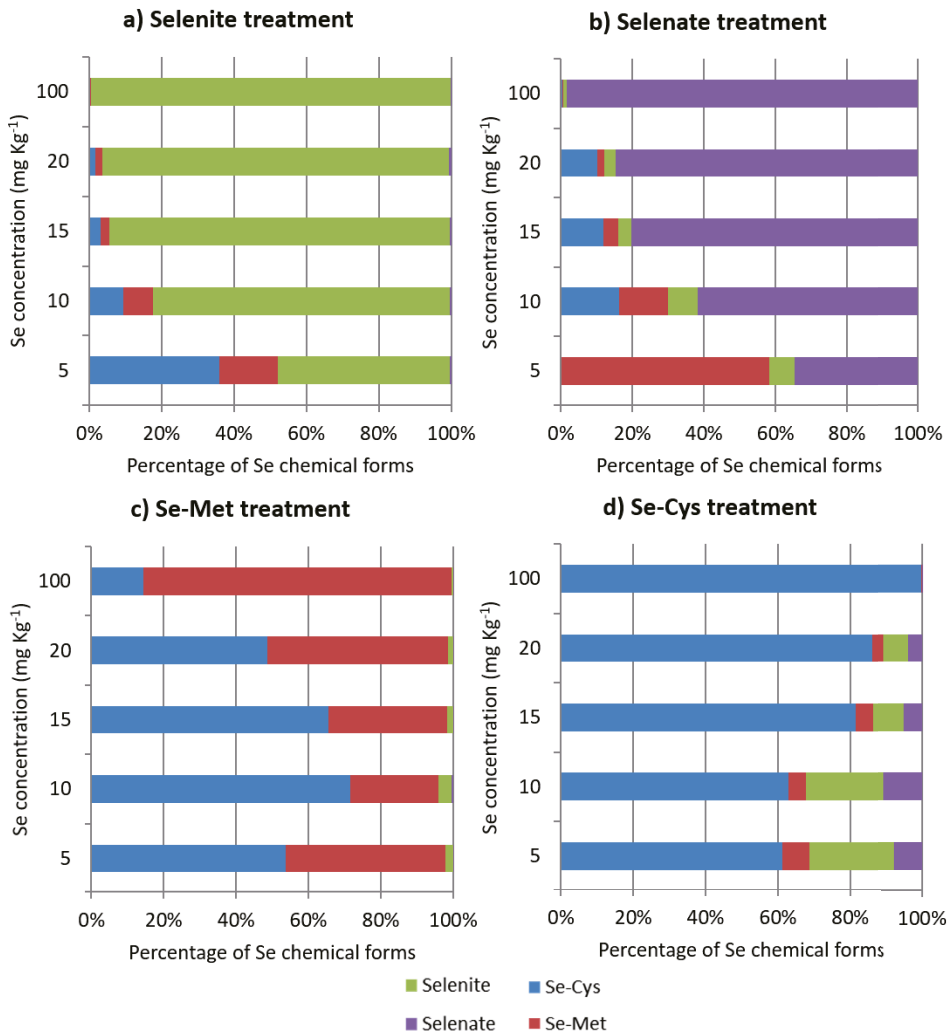 a) Selenite treatment
Se concentration (mg Kg⁻¹)
100
20
15
10
5
0% 20% 40% 60% 80% 100%
Percentage of Se chemical forms
b) Selenate treatment
Se concentration (mg Kg⁻¹)
100
20
15
10
5
0% 20% 40% 60% 80% 100%
Percentage of Se chemical forms
c) Se-Met treatment
Se concentration (mg Kg⁻¹)
100
20
15
10
5
0% 20% 40% 60% 80% 100%
Percentage of Se chemical forms
d) Se-Cys treatment
Se concentration (mg Kg⁻¹)
100
20
15
10
5
0% 20% 40% 60% 80% 100%
Percentage of Se chemical forms
Selenite Se-Cys
Selenate Se-Met